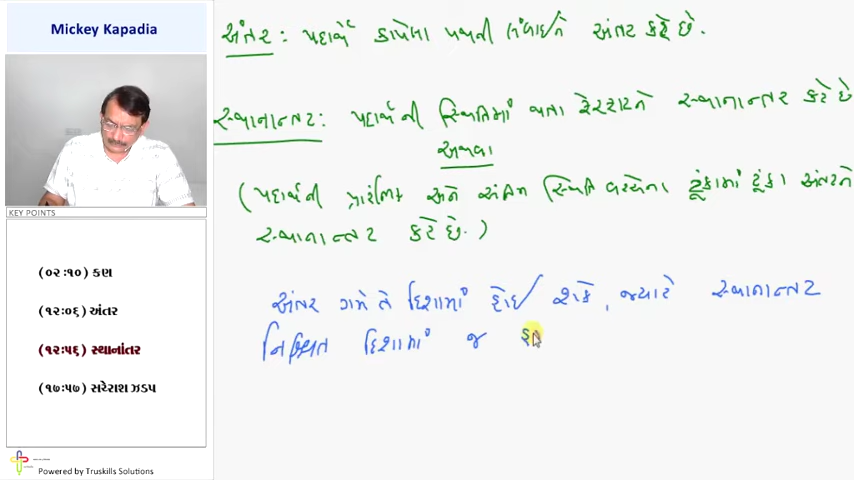 Mickey Kapadia
KEY POINTS
(૦૨:૧૦) કણ
(૧૨:૦૬) અંતર
(૧૨:૫૬) સ્થાનાંતર
(૧૭:૫૭) સરેરાશ ઝડપ
Powered by Truskills Solutions
અંતર : પદાર્થે કાપેલા પથની લંબાઈને અંતર કહે છે.
સ્થાનાન્તર : પદાર્થની સ્થિતિમાં થતા ફેરફારને સ્થાનાન્તર કહે છે
અથવા
(પદાર્થની પ્રારંભિક અને અંતિમ સ્થિતિ વચ્ચેના ટૂંકામાં ટૂંકા અંતરને
સ્થાનાન્તર કહે છે.)
અંતર ગમે તે દિશામાં હોઈ શકે, જ્યારે સ્થાનાન્તર
નિશ્ચિત દિશામાં જ